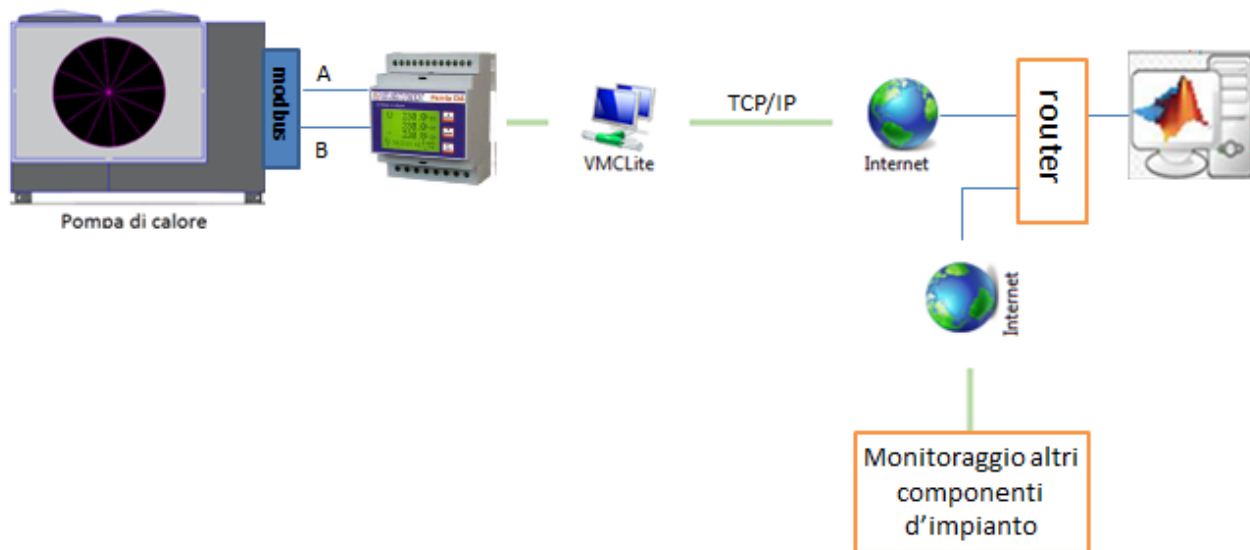 modbus
A
B
Pompa di calore
VMCLite
TCP/IP
Internet
router
Internet
Monitoraggio altri
componenti
d'impianto